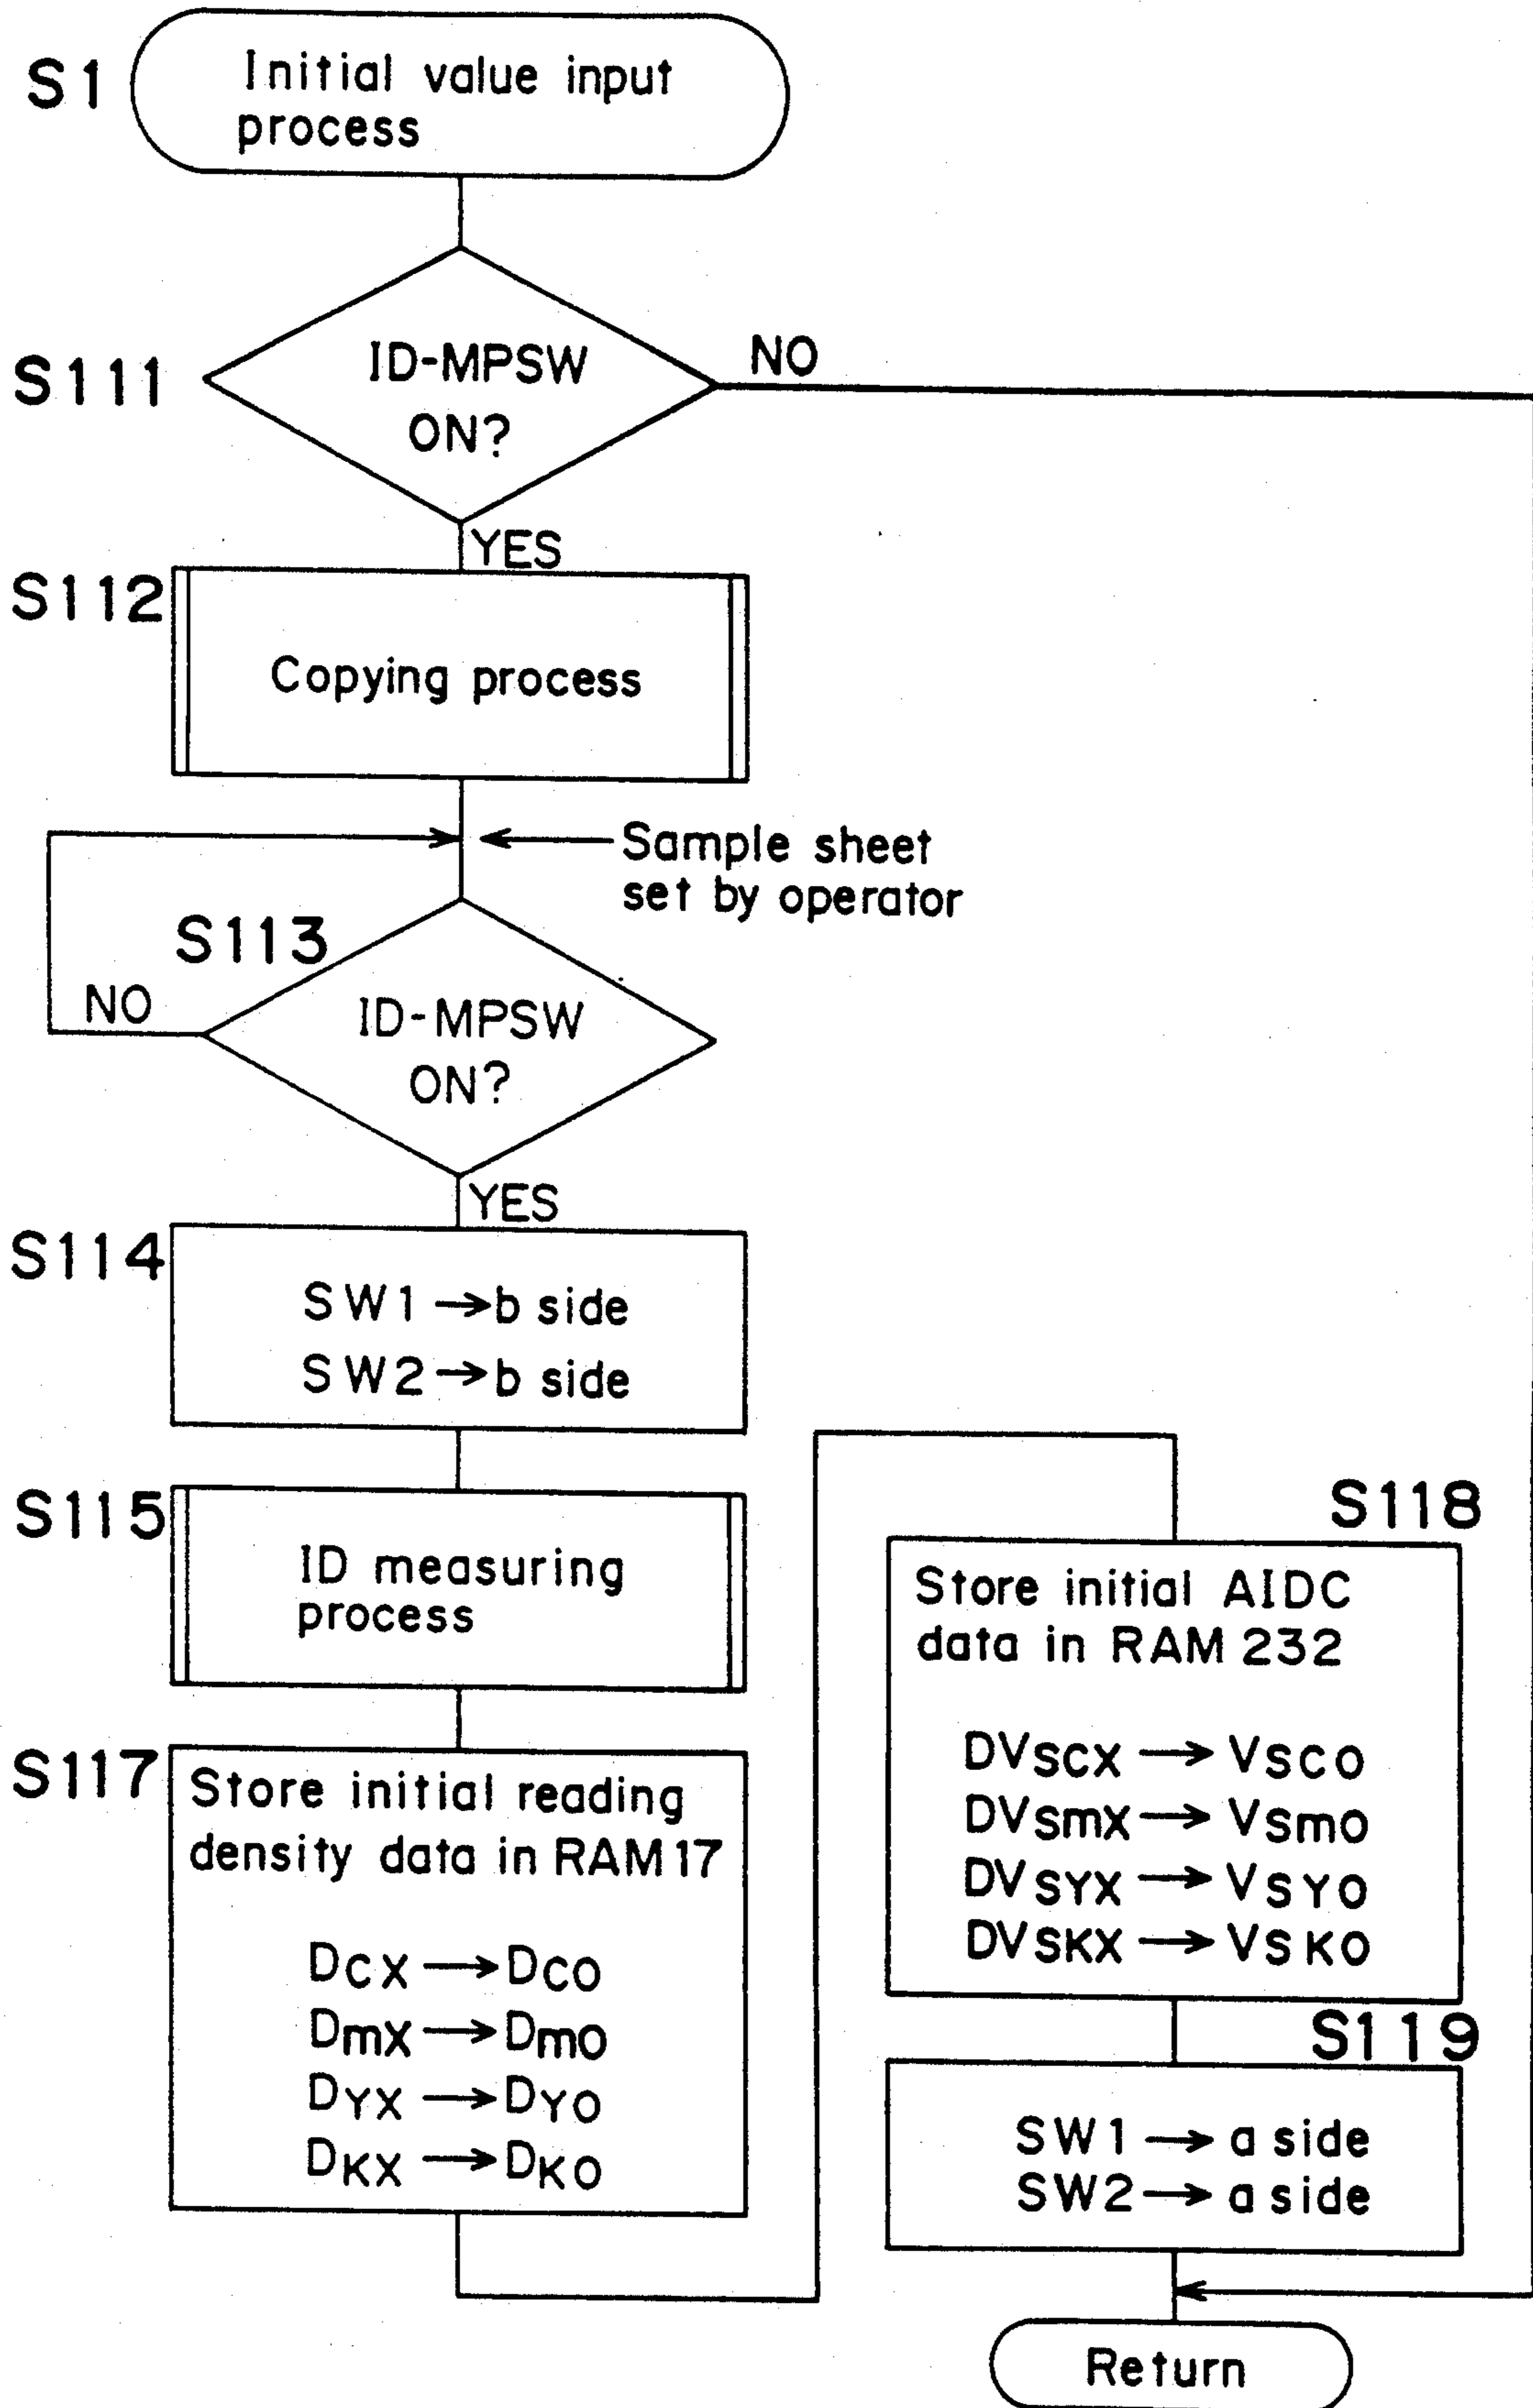 S1
Initial value input
process
S111
ID-MPSW
ON?
NO
YES
S112
Copying process
Sample sheet
set by operator
S113
NO
ID-MPSW
ON?
YES
S114
SW1→b side
SW2→b side
S115
ID measuring
process
S117
Store initial reading
density data in RAM 17
DCX→DCO
DmX→DmO
DYX→DYO
DKX→DKO
S118
Store initial AIDC
data in RAM 232
DVSCX→VSCO
DVSmX→VSmO
DVSYX→VSYO
DVSKX→VSKO
S119
SW1→a side
SW2→a side
Return